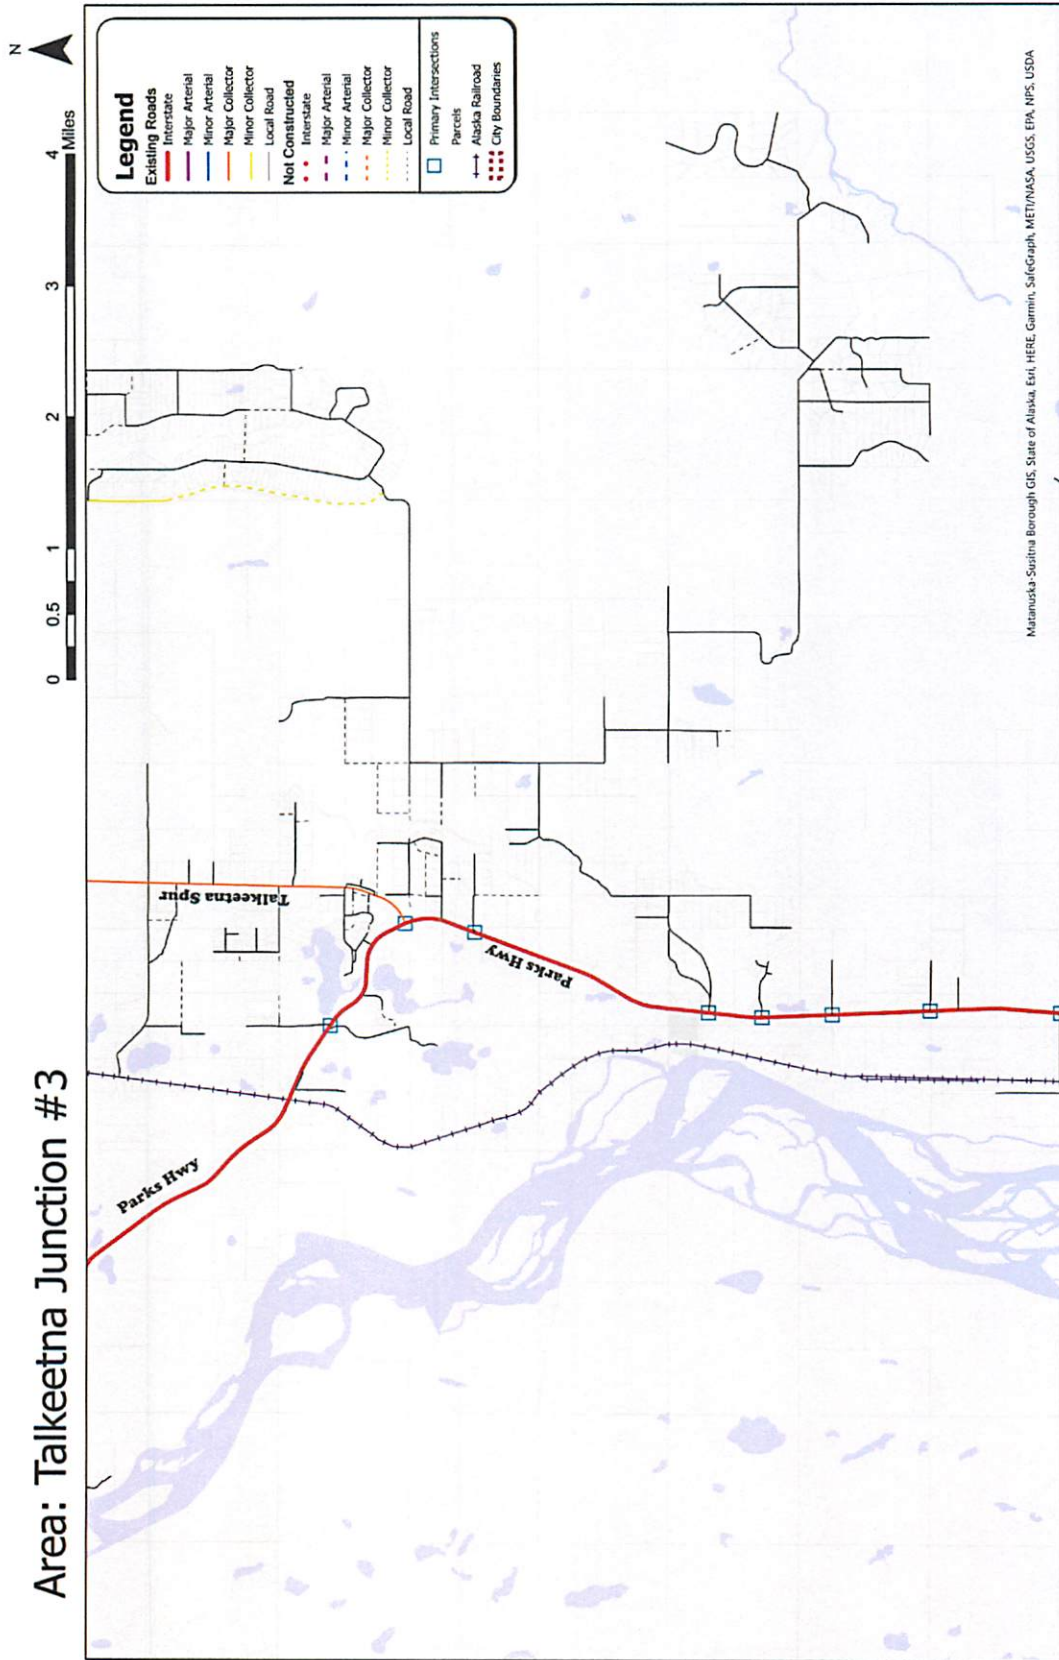 Area: Talkeetna Junction #3
N
0 0.5 1 2 3 4
Miles
Legend
Existing Roads
Interstate
Major Arterial
Minor Arterial
Major Collector
Minor Collector
Local Road
Not Constructed
Interstate
Major Arterial
Minor Arterial
Major Collector
Minor Collector
Local Road
Primary Intersections
Parcels
Alaska Railroad
City Boundaries
Parks Hwy
Talkeetna Spur
Parks Hwy
Matanuska-Susitna Borough GIS, State of Alaska, Esri, HERE, Garmin, SafeGraph, METI/NASA, USGS, EPA, NPS, USDA